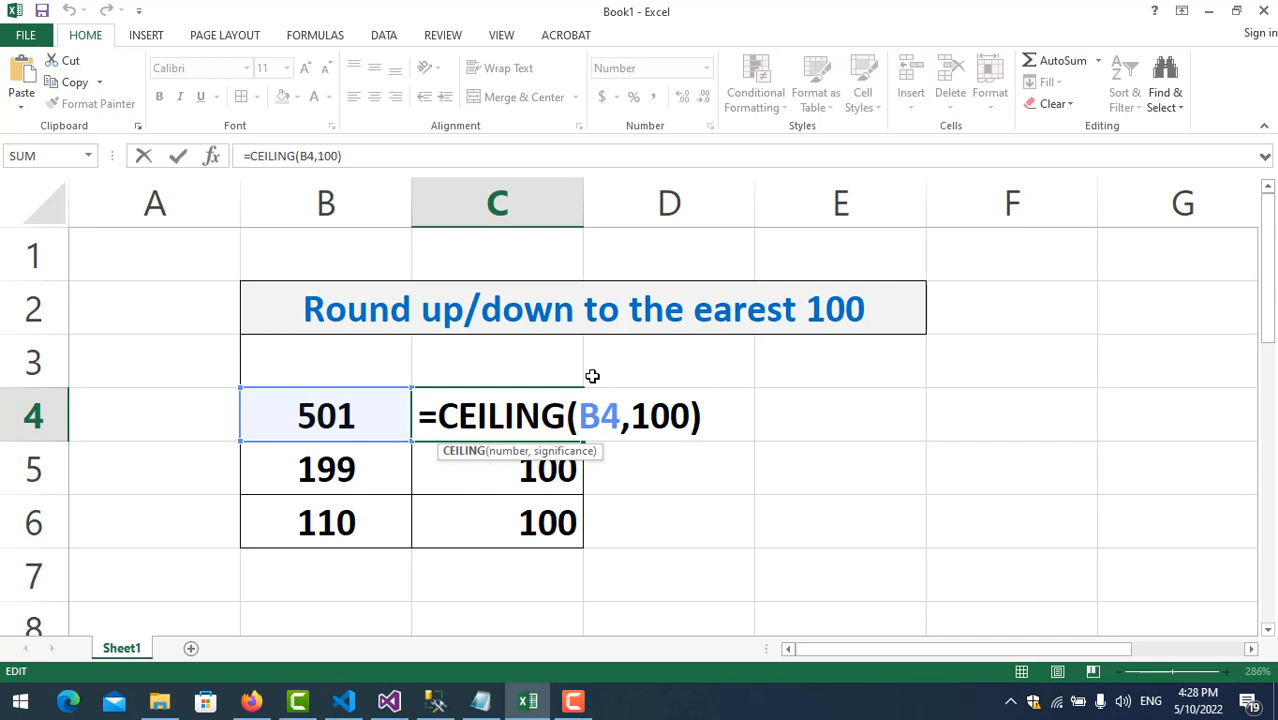 Book1 - Excel
?
FILE HOME INSERT PAGE LAYOUT FORMULAS DATA REVIEW VIEW ACROBAT Sign in
Paste Cut Copy Format Painter
Calibri 11 B I U A
Wrap Text
Merge & Center
Number
$ % ,
Conditional Formatting Format as Table Cell Styles
Insert Delete Format
AutoSum Fill Clear
Sort & Filter Find & Select
Clipboard Font Alignment Number Styles Cells Editing
SUM fx =CEILING(B4,100)
A B C D E F G
1
2 Round up/down to the earest 100
3
4 501 =CEILING(B4,100)
CEILING(number, significance)
5 199 100
6 110 100
7
8
Sheet1
EDIT 286%
ENG 4:28 PM
5/10/2022 19